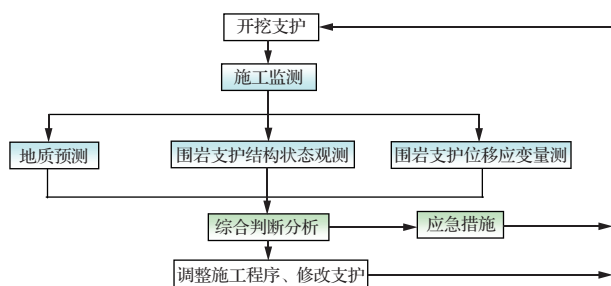 开挖支护
施工监测
地质预测
围岩支护结构状态观测
围岩支护位移应变量测
综合判断分析
应急措施
调整施工程序、修改支护